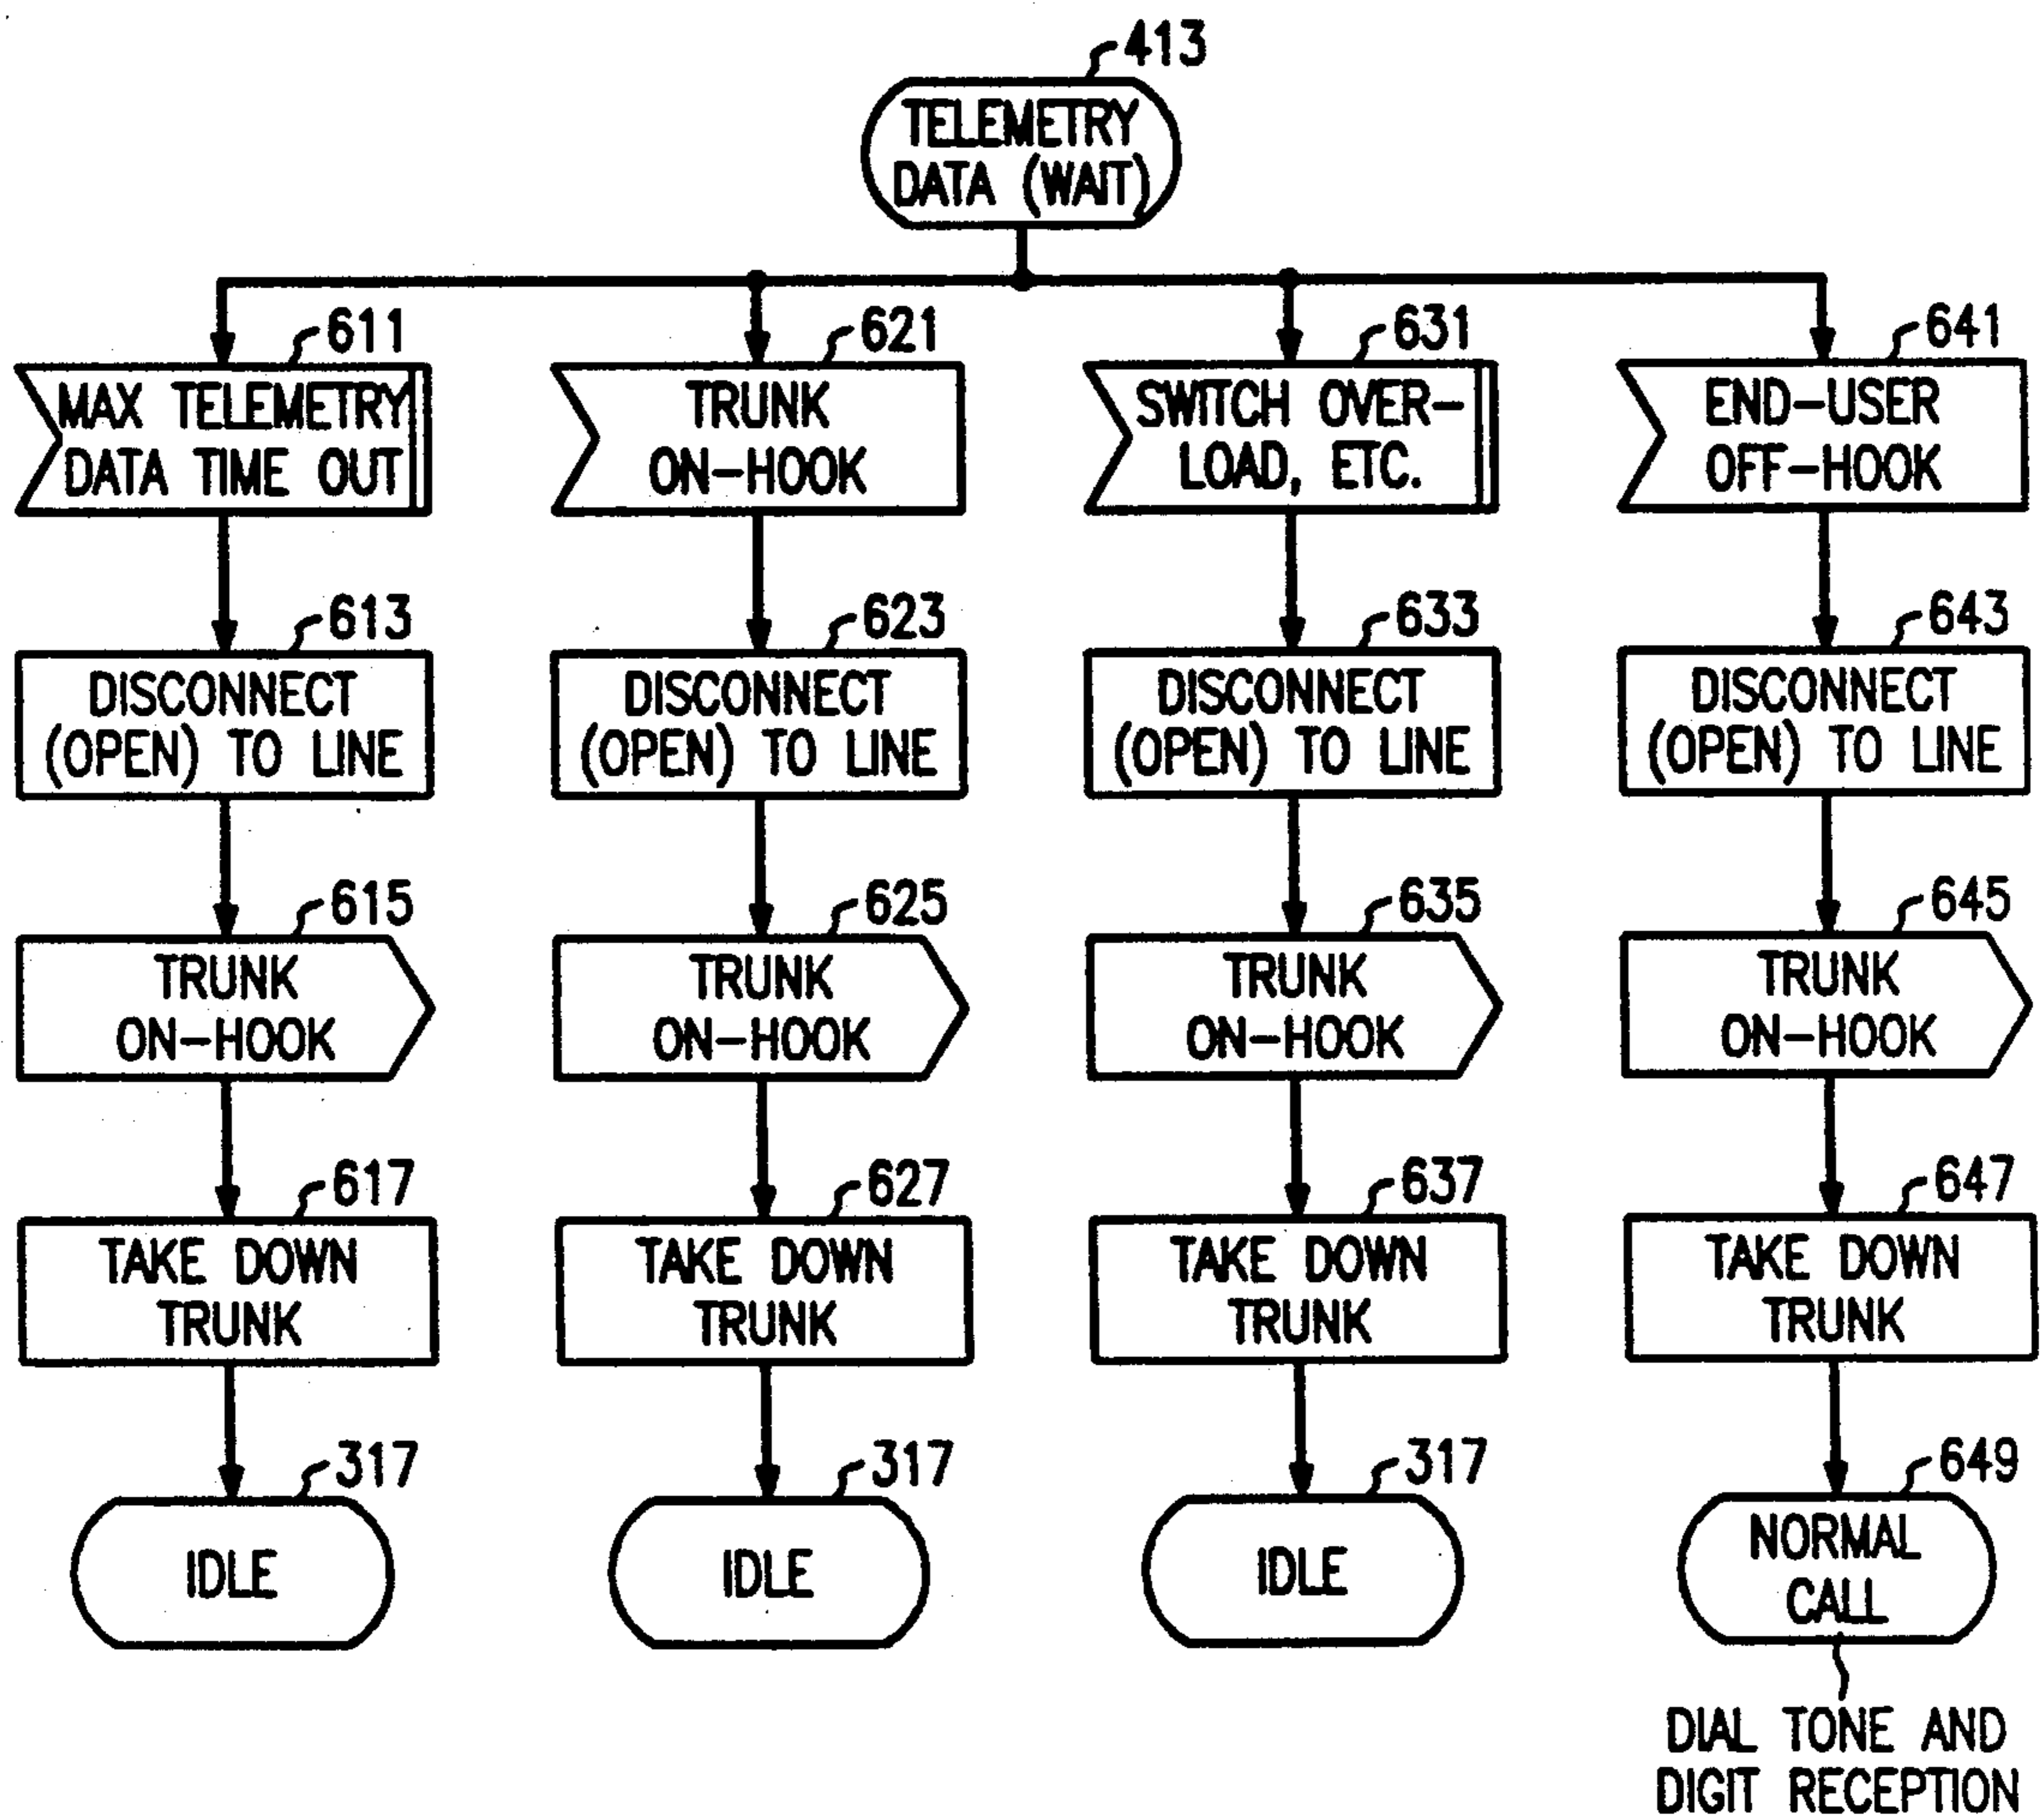 413
TELEMETRY
DATA (WAIT)
611
MAX TELEMETRY
DATA TIME OUT
621
TRUNK
ON-HOOK
631
SWITCH OVER-
LOAD, ETC.
641
END-USER
OFF-HOOK
613
DISCONNECT
(OPEN) TO LINE
623
DISCONNECT
(OPEN) TO LINE
633
DISCONNECT
(OPEN) TO LINE
643
DISCONNECT
(OPEN) TO LINE
615
TRUNK
ON-HOOK
625
TRUNK
ON-HOOK
635
TRUNK
ON-HOOK
645
TRUNK
ON-HOOK
617
TAKE DOWN
TRUNK
627
TAKE DOWN
TRUNK
637
TAKE DOWN
TRUNK
647
TAKE DOWN
TRUNK
317
IDLE
317
IDLE
317
IDLE
649
NORMAL
CALL
DIAL TONE AND
DIGIT RECEPTION